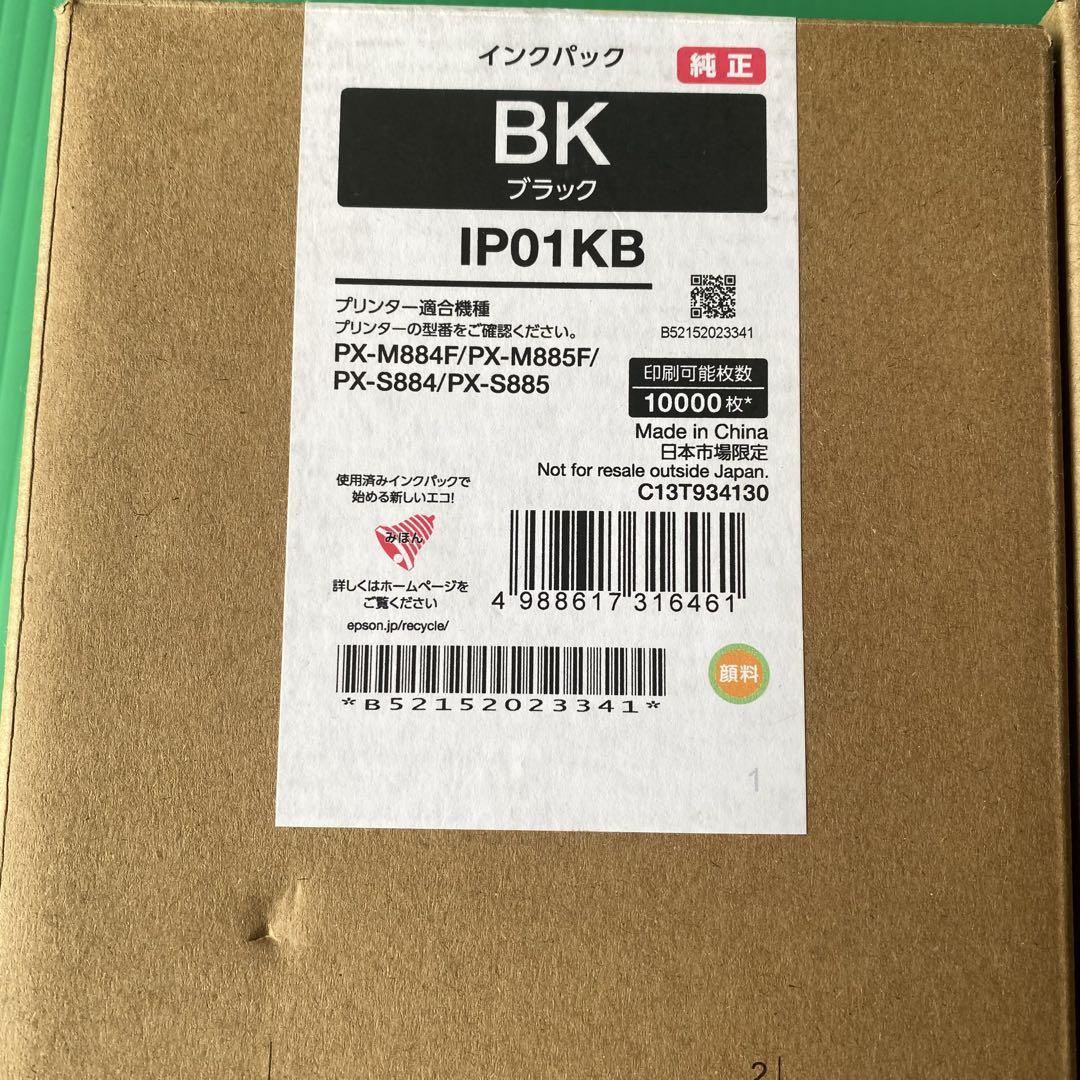 インクパック
純正
BK
ブラック
IP01KB
プリンター適合機種
プリンターの型番をご確認ください。
PX-M884F/PX-M885F/
PX-S884/PX-S885
B52152023341
印刷可能枚数
10000枚*
Made in China
日本市場限定
Not for resale outside Japan.
C13T934130
使用済みインクパックで
始める新しいエコ!
みほん
詳しくはホームページを
ご覧ください
epson.jp/recycle/
4 988617 316461
*B52152023341*
顔料
1
2